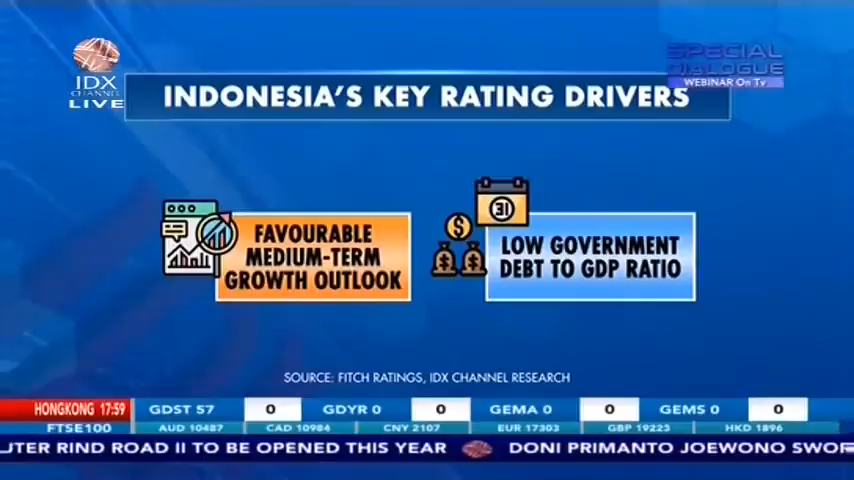 IDX
CHANNEL
LIVE
SPECIAL
DIALOGUE
WEBINAR On Tv
INDONESIA'S KEY RATING DRIVERS
31
$
$ $
FAVOURABLE
MEDIUM-TERM
GROWTH OUTLOOK
LOW GOVERNMENT
DEBT TO GDP RATIO
SOURCE: FITCH RATINGS, IDX CHANNEL RESEARCH
HONGKONG 17:59 GDST 57 0 GDYR 0 0 GEMA 0 0 GEMS 0 0
FTSE100 AUD 10487 CAD 10984 CNY 2107 EUR 17303 GBP 19223 HKD 1896
UTER RIND ROAD II TO BE OPENED THIS YEAR DONI PRIMANTO JOEWONO SWOR